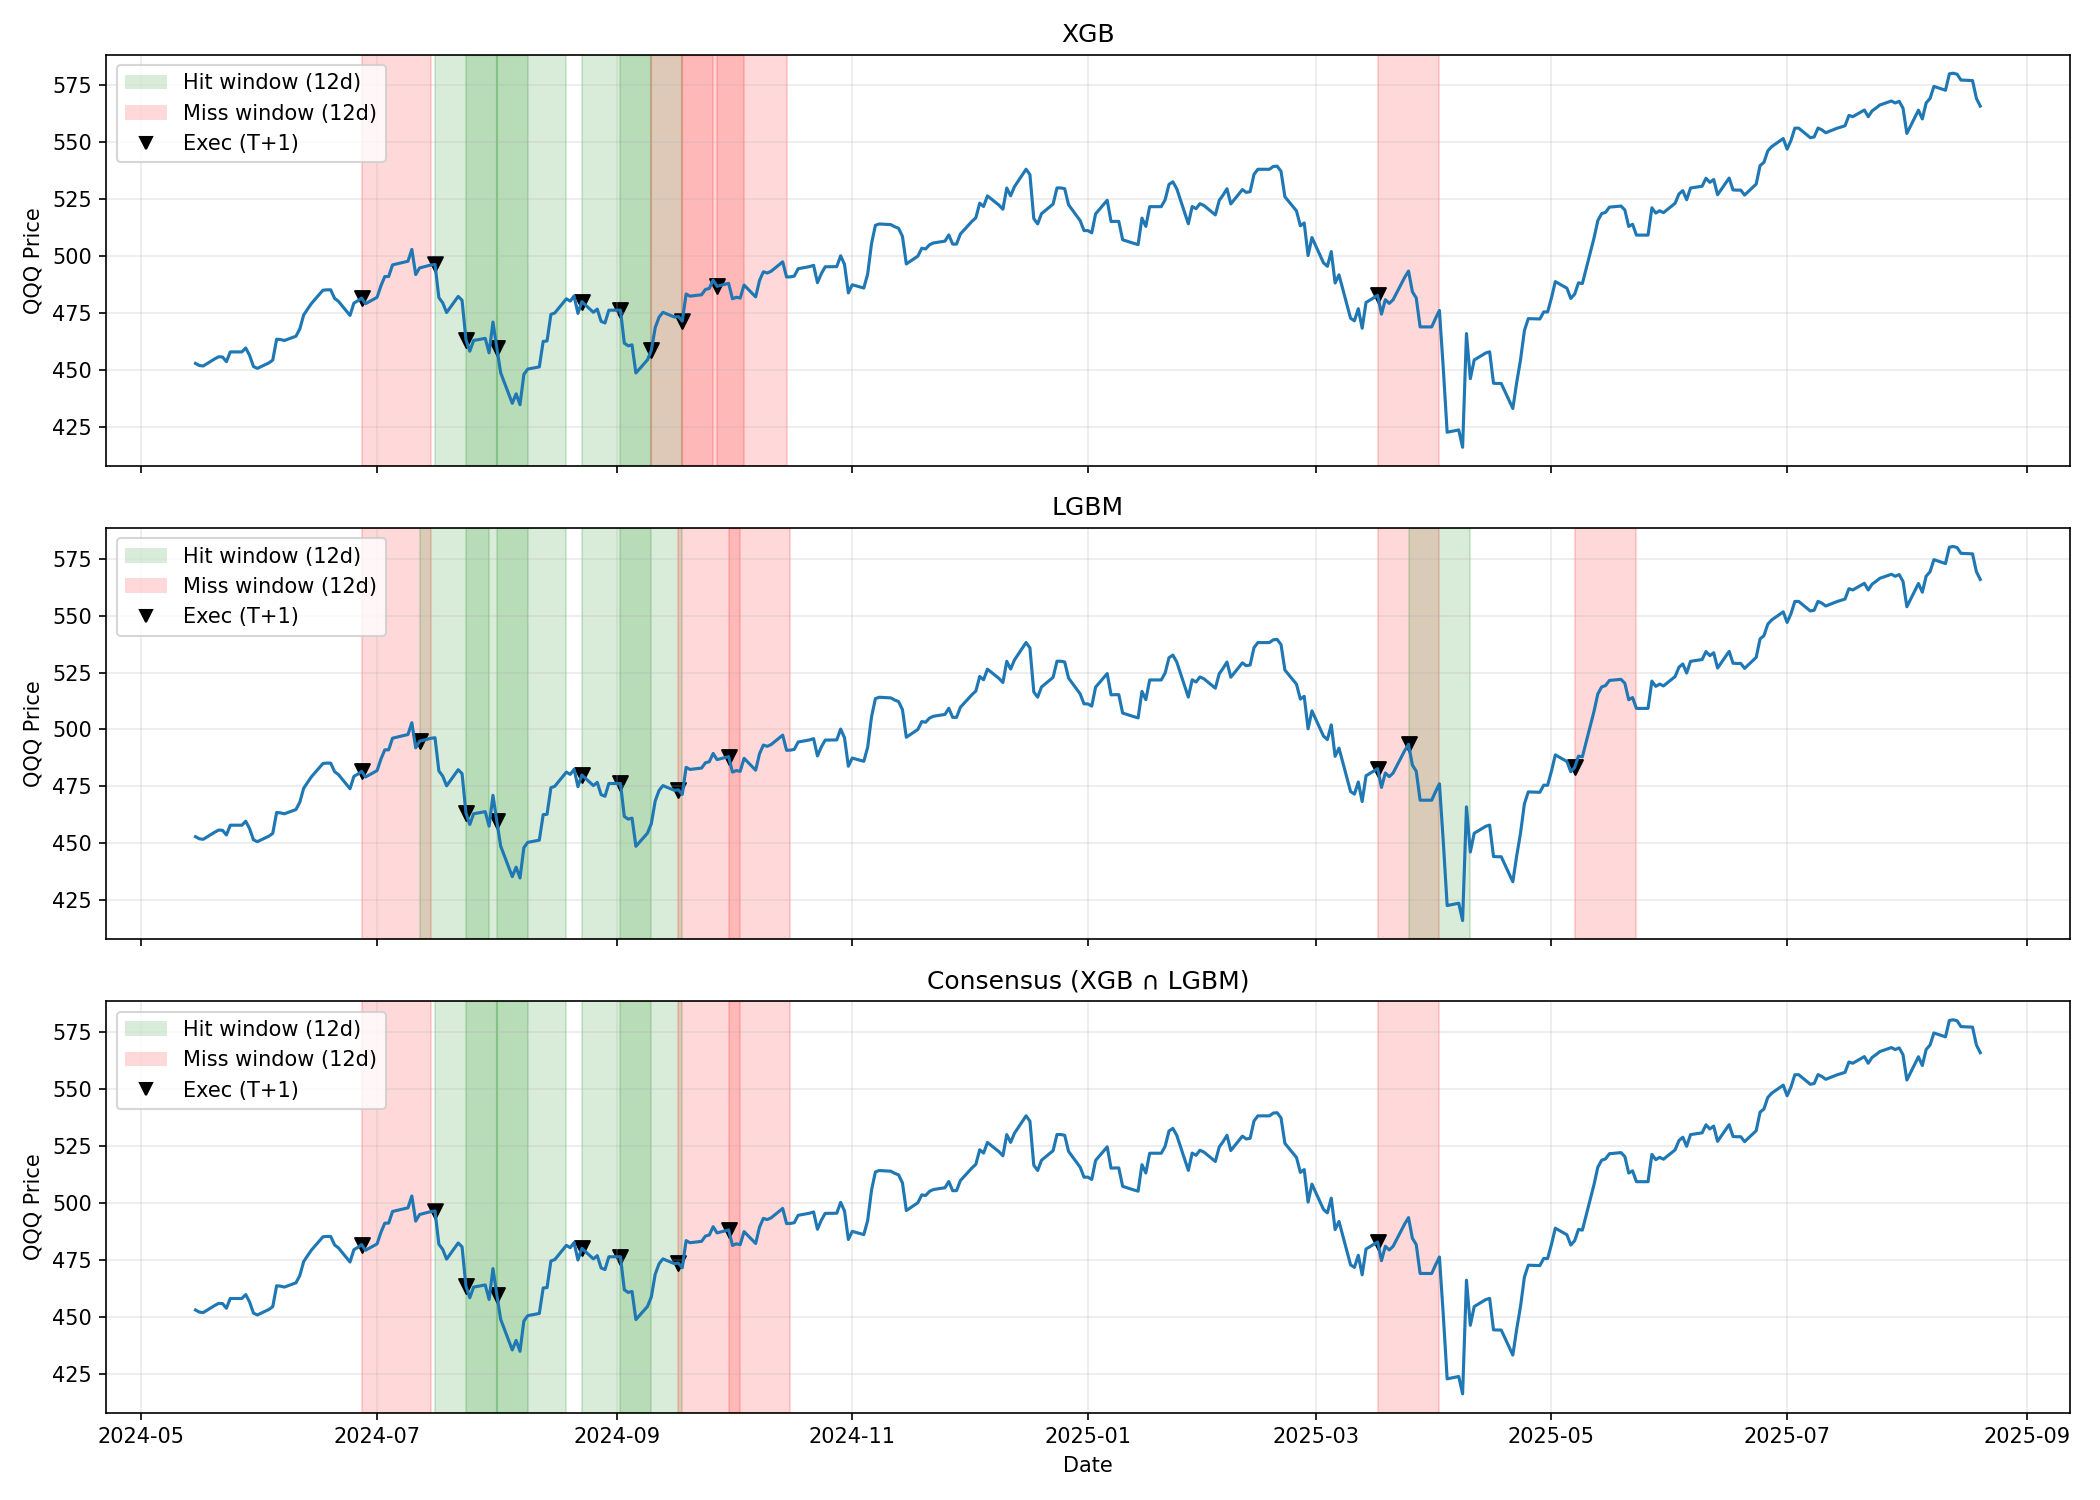 XGB
575
550
525
500
475
450
425
QQQ Price
Hit window (12d)
Miss window (12d)
Exec (T+1)
LGBM
575
550
525
500
475
450
425
QQQ Price
Hit window (12d)
Miss window (12d)
Exec (T+1)
Consensus (XGB ∩ LGBM)
575
550
525
500
475
450
425
QQQ Price
Hit window (12d)
Miss window (12d)
Exec (T+1)
2024-05 2024-07 2024-09 2024-11 2025-01 2025-03 2025-05 2025-07 2025-09
Date